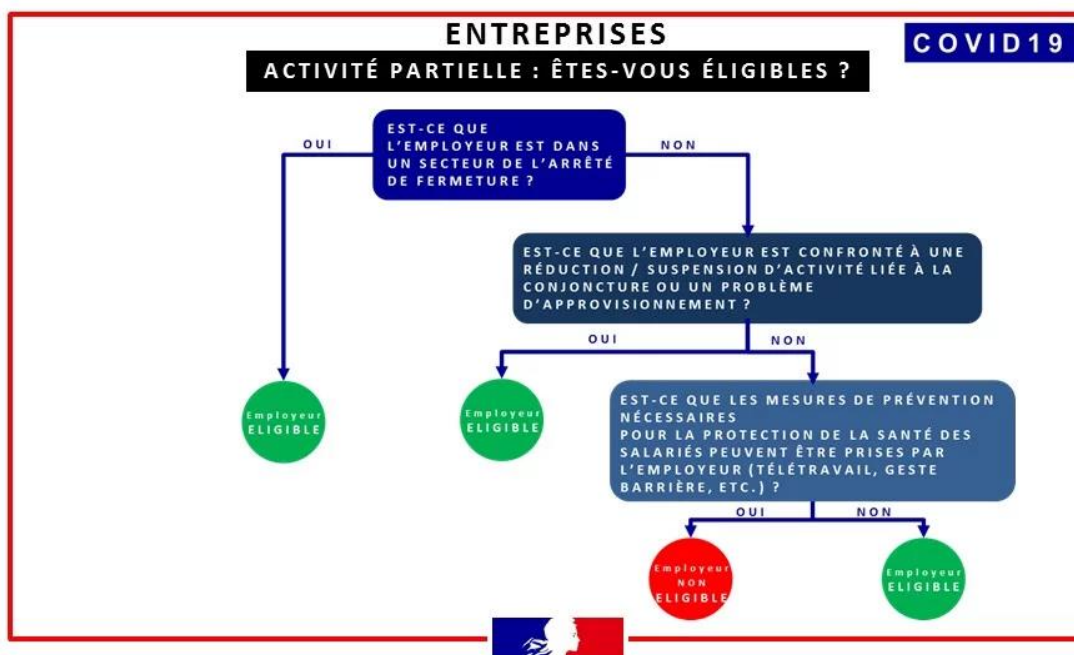 ENTREPRISES
COVID19
ACTIVITÉ PARTIELLE : ÊTES-VOUS ÉLIGIBLES ?
EST-CE QUE
L'EMPLOYEUR EST DANS
UN SECTEUR DE L'ARRÊTÉ
DE FERMETURE ?
OUI
NON
EST-CE QUE L'EMPLOYEUR EST CONFRONTÉ À UNE
RÉDUCTION / SUSPENSION D'ACTIVITÉ LIÉE À LA
CONJONCTURE OU UN PROBLÈME
D'APPROVISIONNEMENT ?
OUI
NON
Employeur
ELIGIBLE
Employeur
ELIGIBLE
EST-CE QUE LES MESURES DE PRÉVENTION
NÉCESSAIRES
POUR LA PROTECTION DE LA SANTÉ DES
SALARIÉS PEUVENT ÊTRE PRISES PAR
L'EMPLOYEUR (TÉLÉTRAVAIL, GESTE
BARRIÈRE, ETC.) ?
OUI
NON
Employeur
NON
ELIGIBLE
Employeur
ELIGIBLE